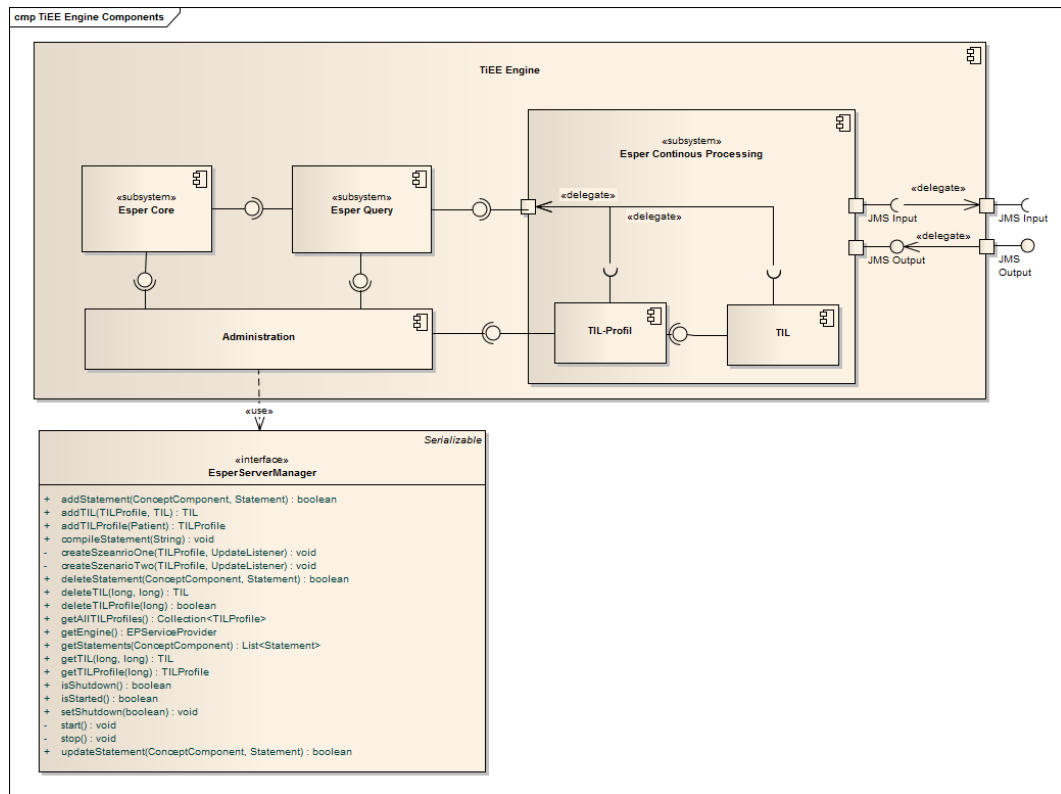 cmp TiEE Engine Components
TiEE Engine
«subsystem»
Esper Continous Processing
«subsystem»
Esper Core
«subsystem»
Esper Query
«delegate»
«delegate»
«delegate»
JMS Input
JMS Input
«delegate»
JMS Output
JMS
Output
Administration
TIL-Profil
TIL
«use»
Serializable
«interface»
EsperServerManager
+ addStatement(ConceptComponent, Statement) : boolean
+ addTIL(TILProfile, TIL) : TIL
+ addTILProfile(Patient) : TILProfile
+ compileStatement(String) : void
- createSzeanrioOne(TILProfile, UpdateListener) : void
- createSzenarioTwo(TILProfile, UpdateListener) : void
+ deleteStatement(ConceptComponent, Statement) : boolean
+ deleteTIL(long, long) : TIL
+ deleteTILProfile(long) : boolean
+ getAllTILProfiles() : Collection<TILProfile>
+ getEngine() : EPServiceProvider
+ getStatements(ConceptComponent) : List<Statement>
+ getTIL(long, long) : TIL
+ getTILProfile(long) : TILProfile
+ isShutdown() : boolean
+ isStarted() : boolean
+ setShutdown(boolean) : void
- start() : void
- stop() : void
+ updateStatement(ConceptComponent, Statement) : boolean